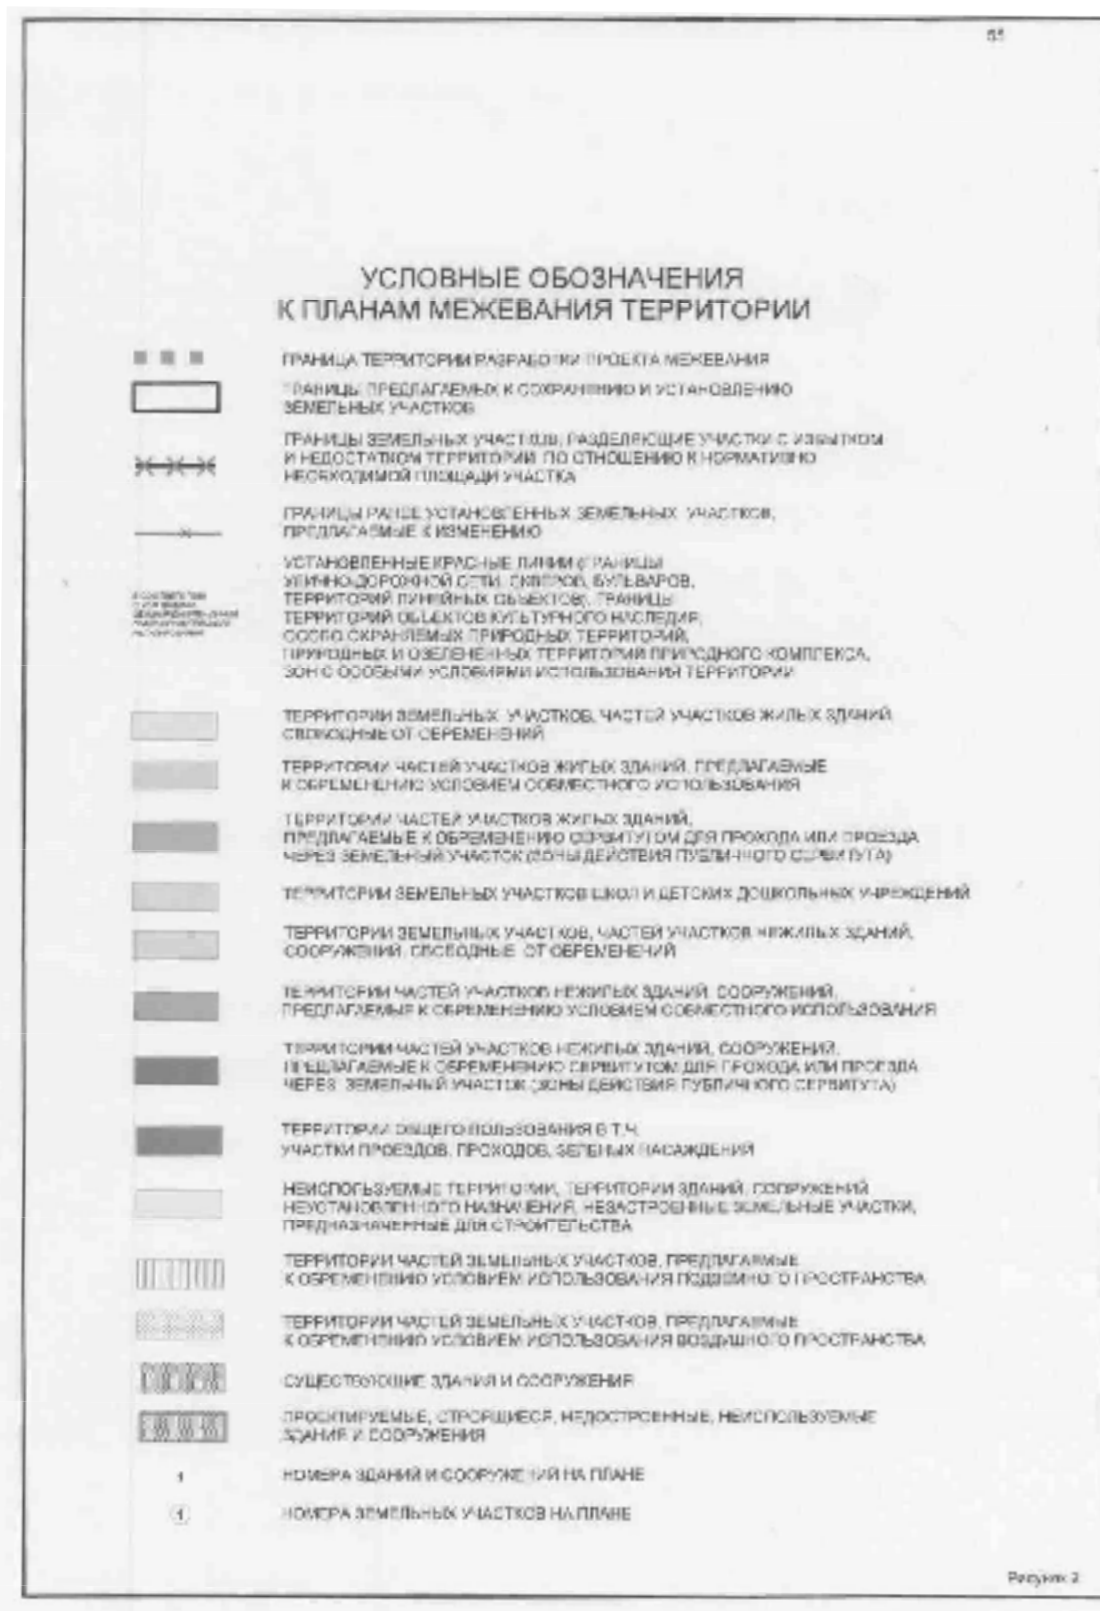 55
УСЛОВНЫЕ ОБОЗНАЧЕНИЯ
К ПЛАНАМ МЕЖЕВАНИЯ ТЕРРИТОРИИ
ГРАНИЦА ТЕРРИТОРИИ РАЗРАБОТКИ ПРОЕКТА МЕЖЕВАНИЯ
ГРАНИЦЫ ПРЕДЛАГАЕМЫХ К СОХРАНЕНИЮ И УСТАНОВЛЕНИЮ
ЗЕМЕЛЬНЫХ УЧАСТКОВ
ГРАНИЦЫ ЗЕМЕЛЬНЫХ УЧАСТКОВ, РАЗДЕЛЯЮЩИЕ УЧАСТКИ С ИЗБЫТКОМ
И НЕДОСТАТКОМ ТЕРРИТОРИИ ПО ОТНОШЕНИЮ К НОРМАТИВНО
НЕОБХОДИМОЙ ПЛОЩАДИ УЧАСТКА
ГРАНИЦЫ РАНЕЕ УСТАНОВЛЕННЫХ ЗЕМЕЛЬНЫХ УЧАСТКОВ,
ПРЕДЛАГАЕМЫЕ К ИЗМЕНЕНИЮ
УСТАНОВЛЕННЫЕ КРАСНЫЕ ЛИНИИ (ГРАНИЦЫ
УЛИЧНО-ДОРОЖНОЙ СЕТИ, СКВЕРОВ, БУЛЬВАРОВ,
ТЕРРИТОРИЙ ЛИНЕЙНЫХ ОБЪЕКТОВ), ГРАНИЦЫ
ТЕРРИТОРИЙ ОБЪЕКТОВ КУЛЬТУРНОГО НАСЛЕДИЯ,
ОСОБО ОХРАНЯЕМЫХ ПРИРОДНЫХ ТЕРРИТОРИЙ,
ПРИРОДНЫХ И ОЗЕЛЕНЕННЫХ ТЕРРИТОРИЙ ПРИРОДНОГО КОМПЛЕКСА,
ЗОН С ОСОБЫМИ УСЛОВИЯМИ ИСПОЛЬЗОВАНИЯ ТЕРРИТОРИИ
ТЕРРИТОРИИ ЗЕМЕЛЬНЫХ УЧАСТКОВ, ЧАСТЕЙ УЧАСТКОВ ЖИЛЫХ ЗДАНИЙ
СВОБОДНЫЕ ОТ ОБРЕМЕНЕНИЙ
ТЕРРИТОРИИ ЧАСТЕЙ УЧАСТКОВ ЖИЛЫХ ЗДАНИЙ, ПРЕДЛАГАЕМЫЕ
К ОБРЕМЕНЕНИЮ УСЛОВИЕМ СОВМЕСТНОГО ИСПОЛЬЗОВАНИЯ
ТЕРРИТОРИИ ЧАСТЕЙ УЧАСТКОВ ЖИЛЫХ ЗДАНИЙ,
ПРЕДЛАГАЕМЫЕ К ОБРЕМЕНЕНИЮ СЕРВИТУТОМ ДЛЯ ПРОХОДА ИЛИ ПРОЕЗДА
ЧЕРЕЗ ЗЕМЕЛЬНЫЙ УЧАСТОК (ЗОНЫ ДЕЙСТВИЯ ПУБЛИЧНОГО СЕРВИТУТА)
ТЕРРИТОРИИ ЗЕМЕЛЬНЫХ УЧАСТКОВ ШКОЛ И ДЕТСКИХ ДОШКОЛЬНЫХ УЧРЕЖДЕНИЙ
ТЕРРИТОРИИ ЗЕМЕЛЬНЫХ УЧАСТКОВ, ЧАСТЕЙ УЧАСТКОВ НЕЖИЛЫХ ЗДАНИЙ,
СООРУЖЕНИЙ, СВОБОДНЫЕ ОТ ОБРЕМЕНЕНИЙ
ТЕРРИТОРИИ ЧАСТЕЙ УЧАСТКОВ НЕЖИЛЫХ ЗДАНИЙ, СООРУЖЕНИЙ,
ПРЕДЛАГАЕМЫЕ К ОБРЕМЕНЕНИЮ УСЛОВИЕМ СОВМЕСТНОГО ИСПОЛЬЗОВАНИЯ
ТЕРРИТОРИИ ЧАСТЕЙ УЧАСТКОВ НЕЖИЛЫХ ЗДАНИЙ, СООРУЖЕНИЙ,
ПРЕДЛАГАЕМЫЕ К ОБРЕМЕНЕНИЮ СЕРВИТУТОМ ДЛЯ ПРОХОДА ИЛИ ПРОЕЗДА
ЧЕРЕЗ ЗЕМЕЛЬНЫЙ УЧАСТОК (ЗОНЫ ДЕЙСТВИЯ ПУБЛИЧНОГО СЕРВИТУТА)
ТЕРРИТОРИИ ОБЩЕГО ПОЛЬЗОВАНИЯ В Т.Ч.
УЧАСТКИ ПРОЕЗДОВ, ПРОХОДОВ, ЗЕЛЕНЫХ НАСАЖДЕНИЙ
НЕИСПОЛЬЗУЕМЫЕ ТЕРРИТОРИИ, ТЕРРИТОРИИ ЗДАНИЙ, СООРУЖЕНИЙ
НЕУСТАНОВЛЕННОГО НАЗНАЧЕНИЯ, НЕЗАСТРОЕННЫЕ ЗЕМЕЛЬНЫЕ УЧАСТКИ,
ПРЕДНАЗНАЧЕННЫЕ ДЛЯ СТРОИТЕЛЬСТВА
ТЕРРИТОРИИ ЧАСТЕЙ ЗЕМЕЛЬНЫХ УЧАСТКОВ, ПРЕДЛАГАЕМЫЕ
К ОБРЕМЕНЕНИЮ УСЛОВИЕМ ИСПОЛЬЗОВАНИЯ ПОДЗЕМНОГО ПРОСТРАНСТВА
ТЕРРИТОРИИ ЧАСТЕЙ ЗЕМЕЛЬНЫХ УЧАСТКОВ, ПРЕДЛАГАЕМЫЕ
К ОБРЕМЕНЕНИЮ УСЛОВИЕМ ИСПОЛЬЗОВАНИЯ ВОЗДУШНОГО ПРОСТРАНСТВА
СУЩЕСТВУЮЩИЕ ЗДАНИЯ И СООРУЖЕНИЯ
ПРОЕКТИРУЕМЫЕ, СТРОЯЩИЕСЯ, НЕДОСТРОЕННЫЕ, НЕИСПОЛЬЗУЕМЫЕ
ЗДАНИЯ И СООРУЖЕНИЯ
1 НОМЕРА ЗДАНИЙ И СООРУЖЕНИЙ НА ПЛАНЕ
1 НОМЕРА ЗЕМЕЛЬНЫХ УЧАСТКОВ НА ПЛАНЕ
Рисунок 2